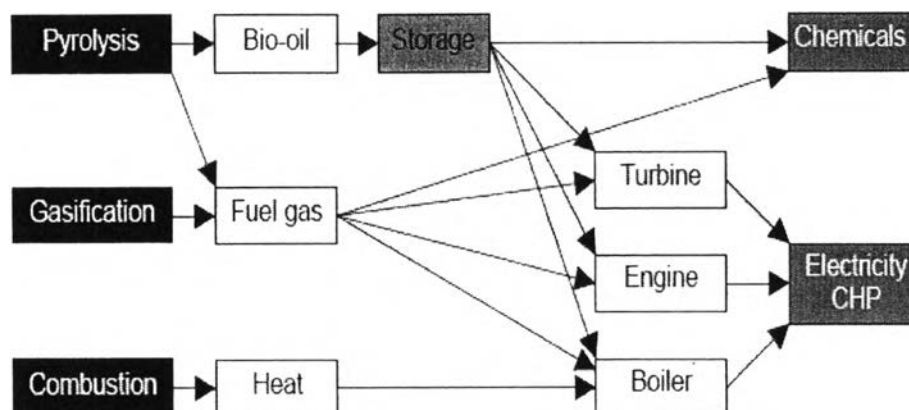 Pyrolysis
Bio-oil
Storage
Chemicals
Turbine
Gasification
Fuel gas
Engine
Electricity
CHP
Combustion
Heat
Boiler